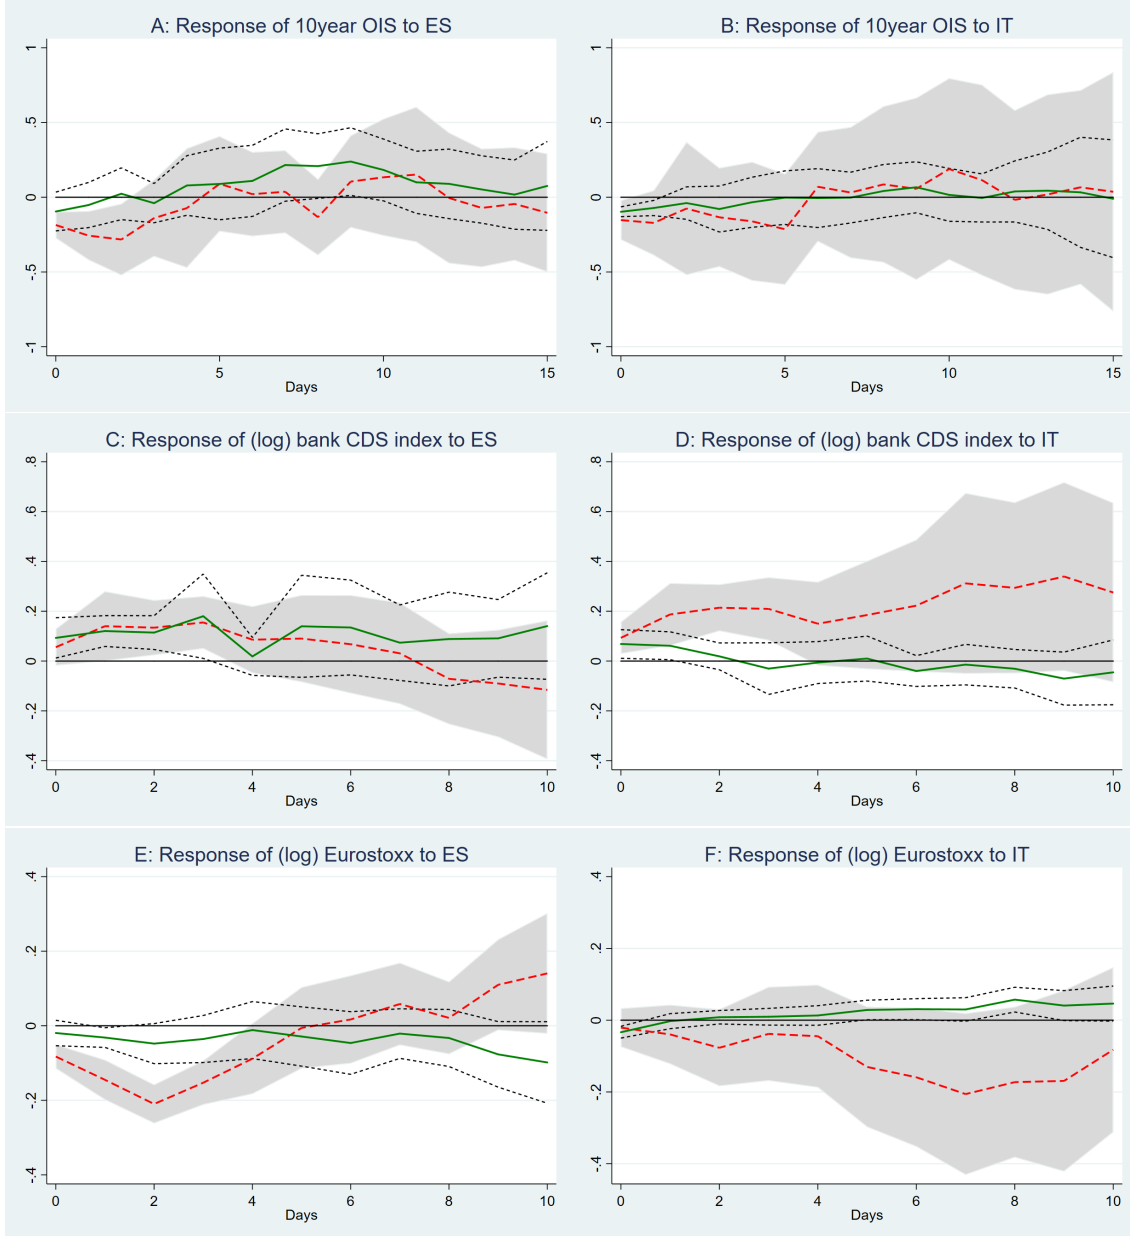 A: Response of 10year OIS to ES
1
.5
0
-.5
-1
0 5 10 15
Days
B: Response of 10year OIS to IT
1
.5
0
-.5
-1
0 5 10 15
Days
C: Response of (log) bank CDS index to ES
.8
.6
.4
.2
0
-.2
-.4
0 2 4 6 8 10
Days
D: Response of (log) bank CDS index to IT
.8
.6
.4
.2
0
-.2
-.4
0 2 4 6 8 10
Days
E: Response of (log) Eurostoxx to ES
.4
.2
0
-.2
-.4
0 2 4 6 8 10
Days
F: Response of (log) Eurostoxx to IT
.4
.2
0
-.2
-.4
0 2 4 6 8 10
Days